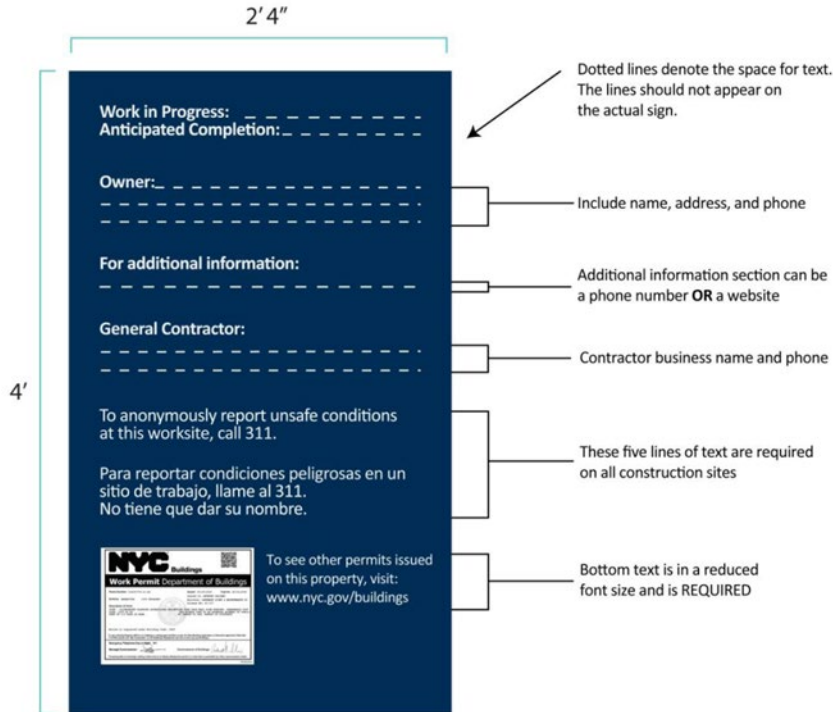 2' 4"
4'
Work in Progress:
Anticipated Completion:
Owner:
For additional information:
General Contractor:
To anonymously report unsafe conditions
at this worksite, call 311.
Para reportar condiciones peligrosas en un
sitio de trabajo, llame al 311.
No tiene que dar su nombre.
NYC Buildings
Work Permit Department of Buildings
To see other permits issued
on this property, visit:
www.nyc.gov/buildings
Dotted lines denote the space for text.
The lines should not appear on
the actual sign.
Include name, address, and phone
Additional information section can be
a phone number OR a website
Contractor business name and phone
These five lines of text are required
on all construction sites
Bottom text is in a reduced
font size and is REQUIRED